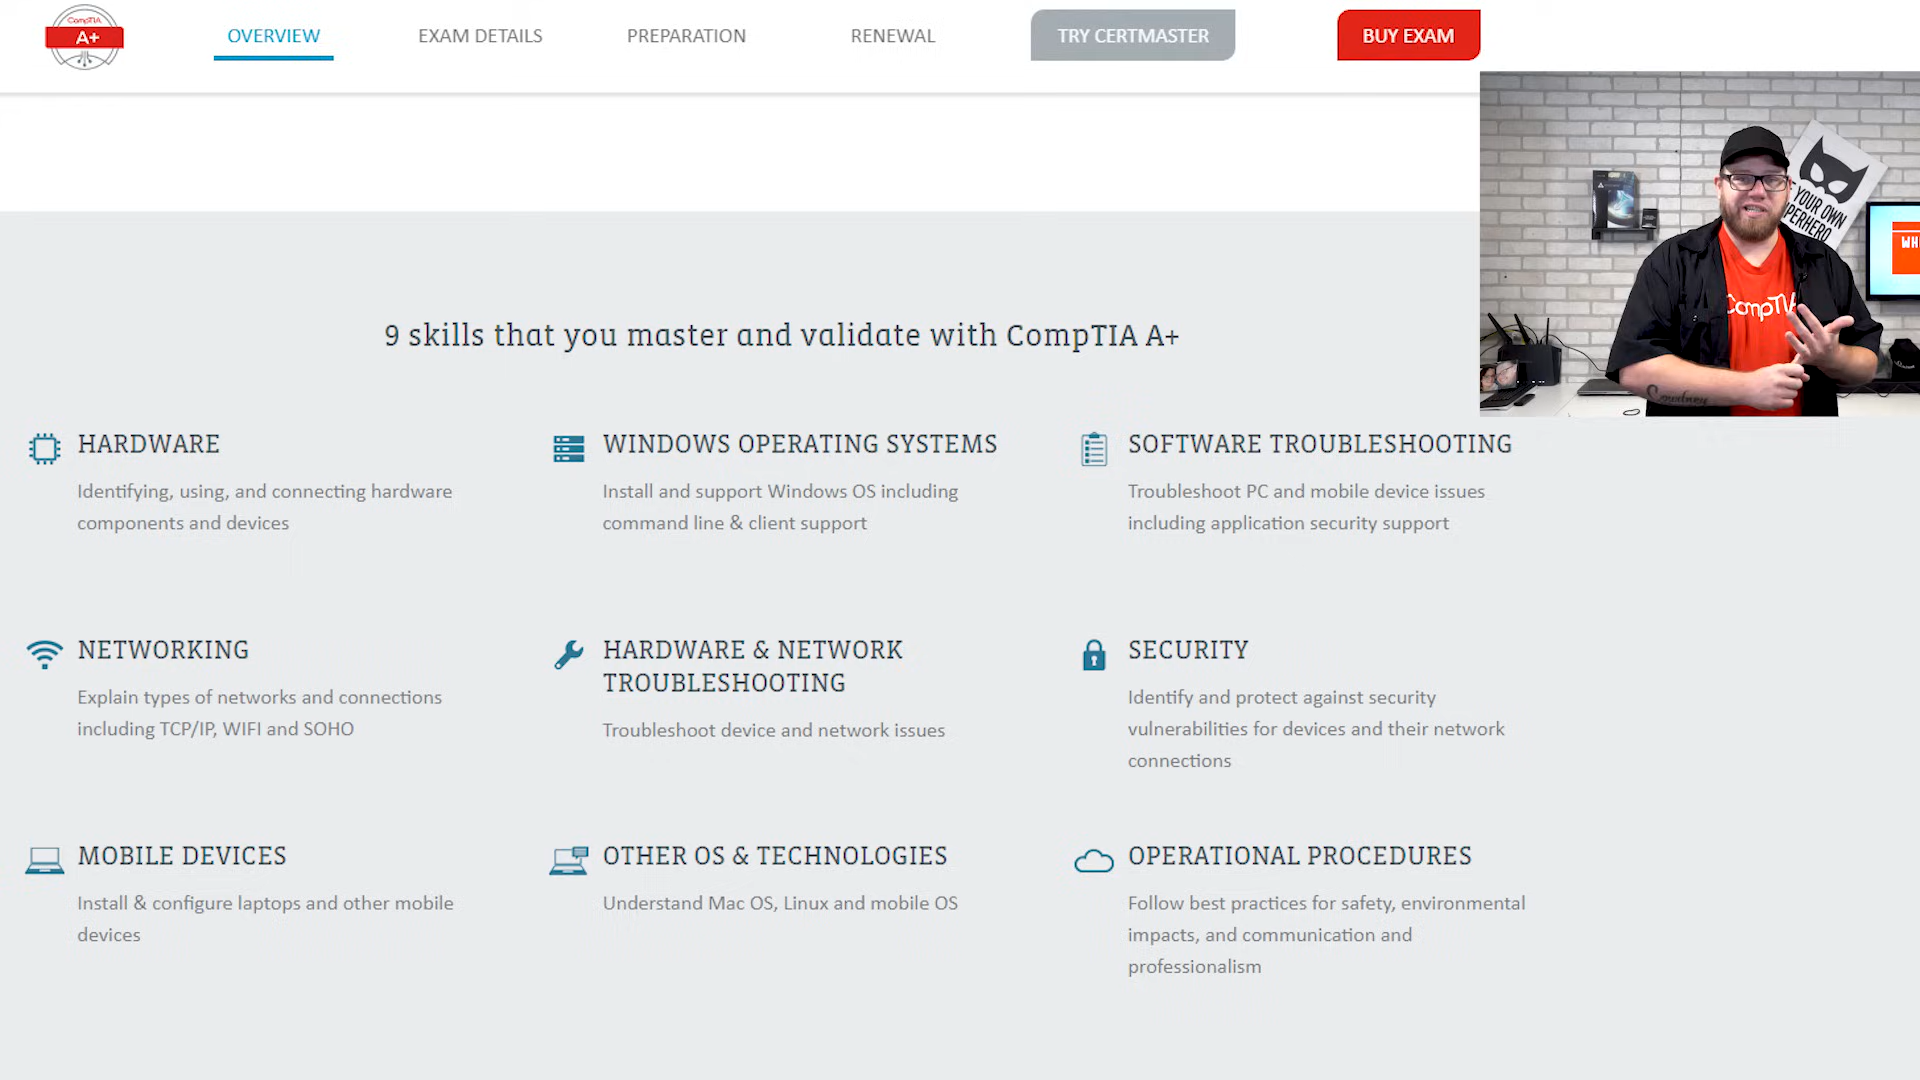 CompTIA
A+
OVERVIEW
EXAM DETAILS
PREPARATION
RENEWAL
TRY CERTMASTER
BUY EXAM
YOUR OWN
WH
CompTIA
Courtney
9 skills that you master and validate with CompTIA A+
HARDWARE
Identifying, using, and connecting hardware
components and devices
WINDOWS OPERATING SYSTEMS
Install and support Windows OS including
command line & client support
SOFTWARE TROUBLESHOOTING
Troubleshoot PC and mobile device issues
including application security support
NETWORKING
Explain types of networks and connections
including TCP/IP, WIFI and SOHO
HARDWARE & NETWORK
TROUBLESHOOTING
Troubleshoot device and network issues
SECURITY
Identify and protect against security
vulnerabilities for devices and their network
connections
MOBILE DEVICES
Install & configure laptops and other mobile
devices
OTHER OS & TECHNOLOGIES
Understand Mac OS, Linux and mobile OS
OPERATIONAL PROCEDURES
Follow best practices for safety, environmental
impacts, and communication and
professionalism